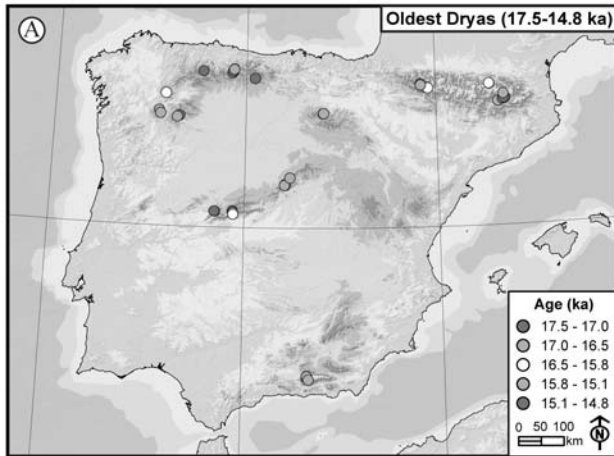 A
Oldest Dryas (17.5-14.8 ka)
Age (ka)
17.5 - 17.0
17.0 - 16.5
16.5 - 15.8
15.8 - 15.1
15.1 - 14.8
0 50 100
km
N